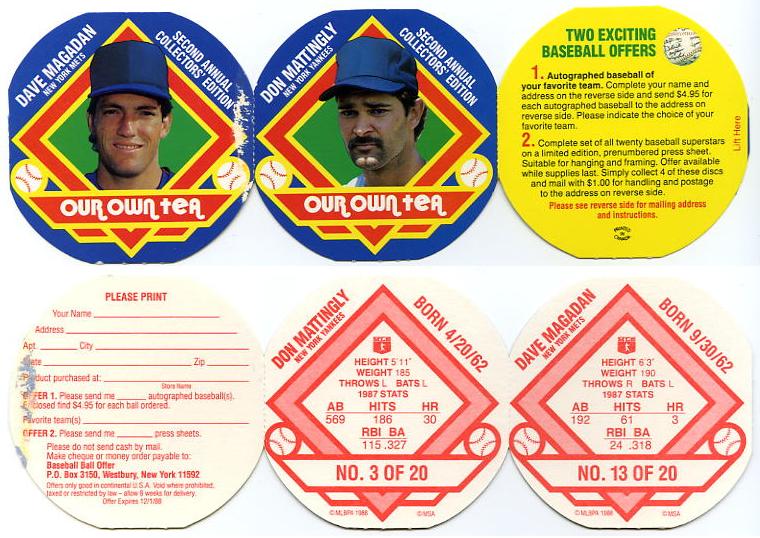 DAVE MAGADAN
NEW YORK METS
SECOND ANNUAL
COLLECTORS' EDITION
OUR OWN teA
DON MATTINGLY
NEW YORK YANKEES
SECOND ANNUAL
COLLECTORS' EDITION
OUR OWN teA
TWO EXCITING
BASEBALL OFFERS
1. Autographed baseball of
your favorite team. Complete your name and
address on the reverse side and send $4.95 for
each autographed baseball to the address on
reverse side. Please indicate the choice of your
favorite team.
2. Complete set of all twenty baseball superstars
on a limited edition, prenumbered press sheet.
Suitable for hanging and framing. Offer available
while supplies last. Simply collect 4 of these discs
and mail with $1.00 for handling and postage
to the address on reverse side.
Please see reverse side for mailing address
and instructions.
PRINTED
IN
CANADA
Lift Here
PLEASE PRINT
Your Name
Address
Apt. City
ate Zip
roduct purchased at:
Store Name
FFER 1. Please send me autographed baseball(s).
nclosed find $4.95 for each ball ordered.
Favorite team(s)
OFFER 2. Please send me press sheets.
Please do not send cash by mail.
Make cheque or money order payable to:
Baseball Ball Offer
P.O. Box 3150, Westbury, New York 11592
Offers only good in continental U.S.A. Void where prohibited,
taxed or restricted by law – allow 8 weeks for delivery.
Offer Expires 12/1/88
DON MATTINGLY
NEW YORK YANKEES
BORN 4/20/62
HEIGHT 5'11"
WEIGHT 185
THROWS L BATS L
1987 STATS
AB HITS HR
569 186 30
RBI BA
115 .327
NO. 3 OF 20
©MLBPA 1988 ©MSA
DAVE MAGADAN
NEW YORK METS
BORN 9/30/62
HEIGHT 6'3"
WEIGHT 190
THROWS R BATS L
1987 STATS
AB HITS HR
192 61 3
RBI BA
24 .318
NO. 13 OF 20
©MLBPA 1988 ©MSA